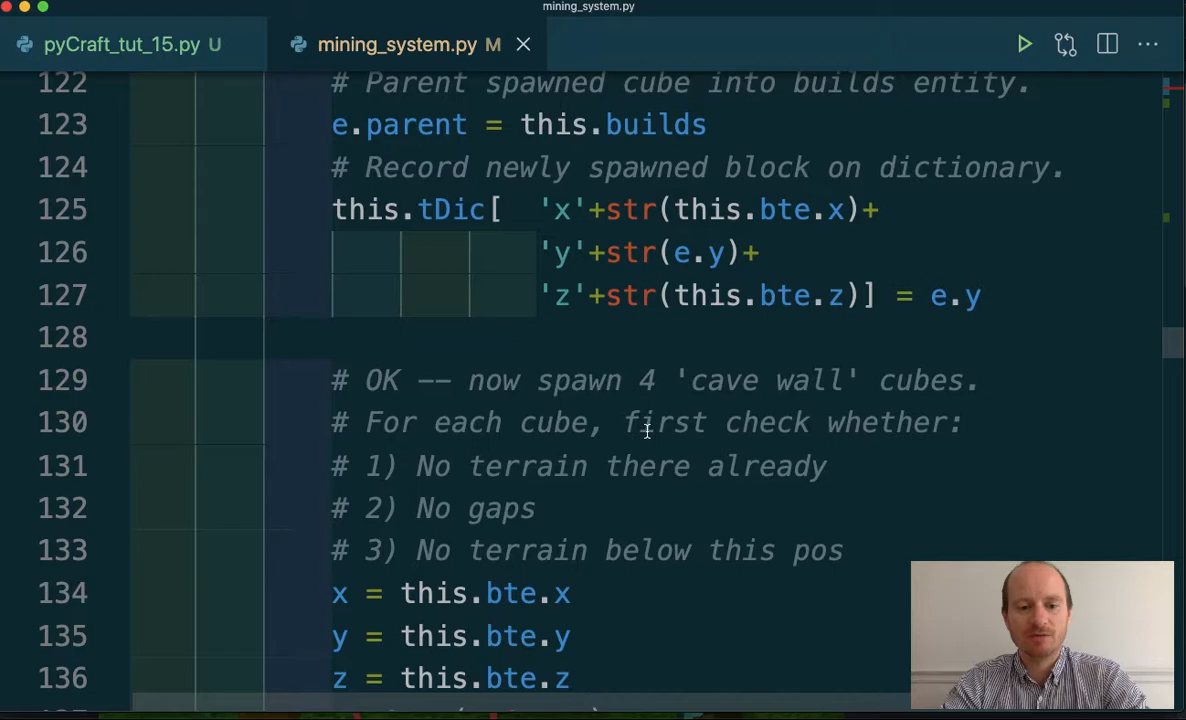 mining_system.py
pyCraft_tut_15.py U mining_system.py M
122 # Parent spawned cube into builds entity.
123 e.parent = this.builds
124 # Record newly spawned block on dictionary.
125 this.tDic[ 'x'+str(this.bte.x)+
126 'y'+str(e.y)+
127 'z'+str(this.bte.z)] = e.y
128
129 # OK -- now spawn 4 'cave wall' cubes.
130 # For each cube, first check whether:
131 # 1) No terrain there already
132 # 2) No gaps
133 # 3) No terrain below this pos
134 x = this.bte.x
135 y = this.bte.y
136 z = this.bte.z